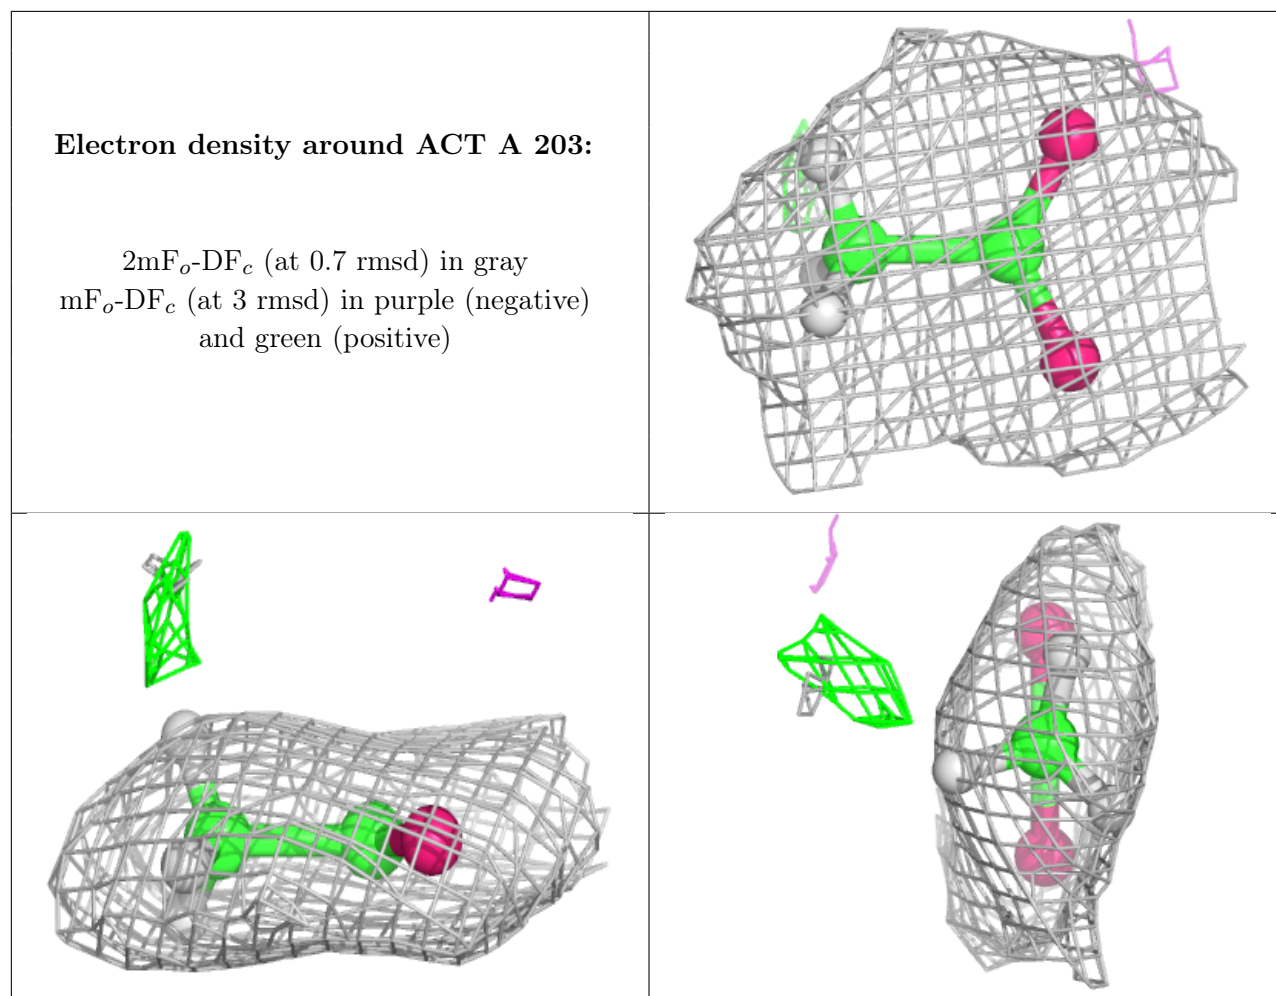 Electron density around ACT A 203:
2mFo-DFc (at 0.7 rmsd) in gray
mFo-DFc (at 3 rmsd) in purple (negative)
and green (positive)